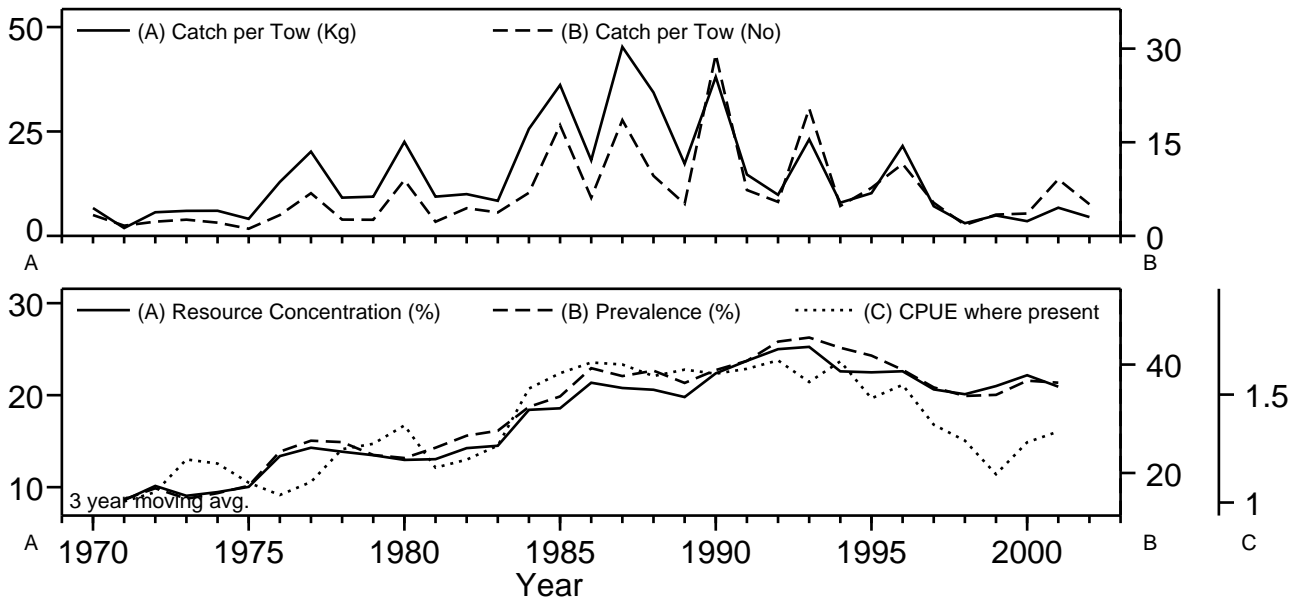 (A) Catch per Tow (Kg) (B) Catch per Tow (No)
50
25
0
30
15
0
A B
(A) Resource Concentration (%) (B) Prevalence (%) (C) CPUE where present
30
20
10
40
20
1.5
1
3 year moving avg.
A B C
1970 1975 1980 1985 1990 1995 2000
Year